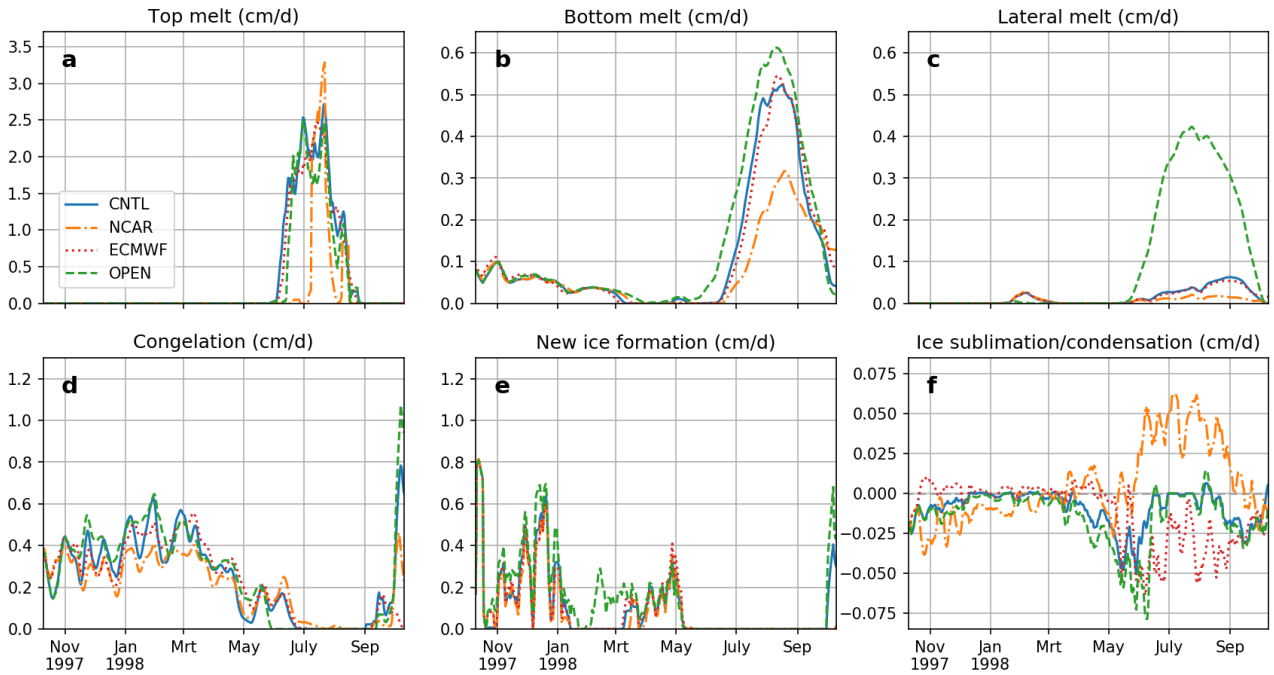 Top melt (cm/d)
Bottom melt (cm/d)
Lateral melt (cm/d)
a
3.5
3.0
2.5
2.0
1.5
1.0
0.5
0.0
CNTL
NCAR
ECMWF
OPEN
b
0.6
0.5
0.4
0.3
0.2
0.1
0.0
c
0.6
0.5
0.4
0.3
0.2
0.1
0.0
Congelation (cm/d)
New ice formation (cm/d)
Ice sublimation/condensation (cm/d)
d
1.2
1.0
0.8
0.6
0.4
0.2
0.0
Nov Jan Mrt May July Sep
1997 1998
e
1.2
1.0
0.8
0.6
0.4
0.2
0.0
Nov Jan Mrt May July Sep
1997 1998
f
0.075
0.050
0.025
0.000
−0.025
−0.050
−0.075
Nov Jan Mrt May July Sep
1997 1998